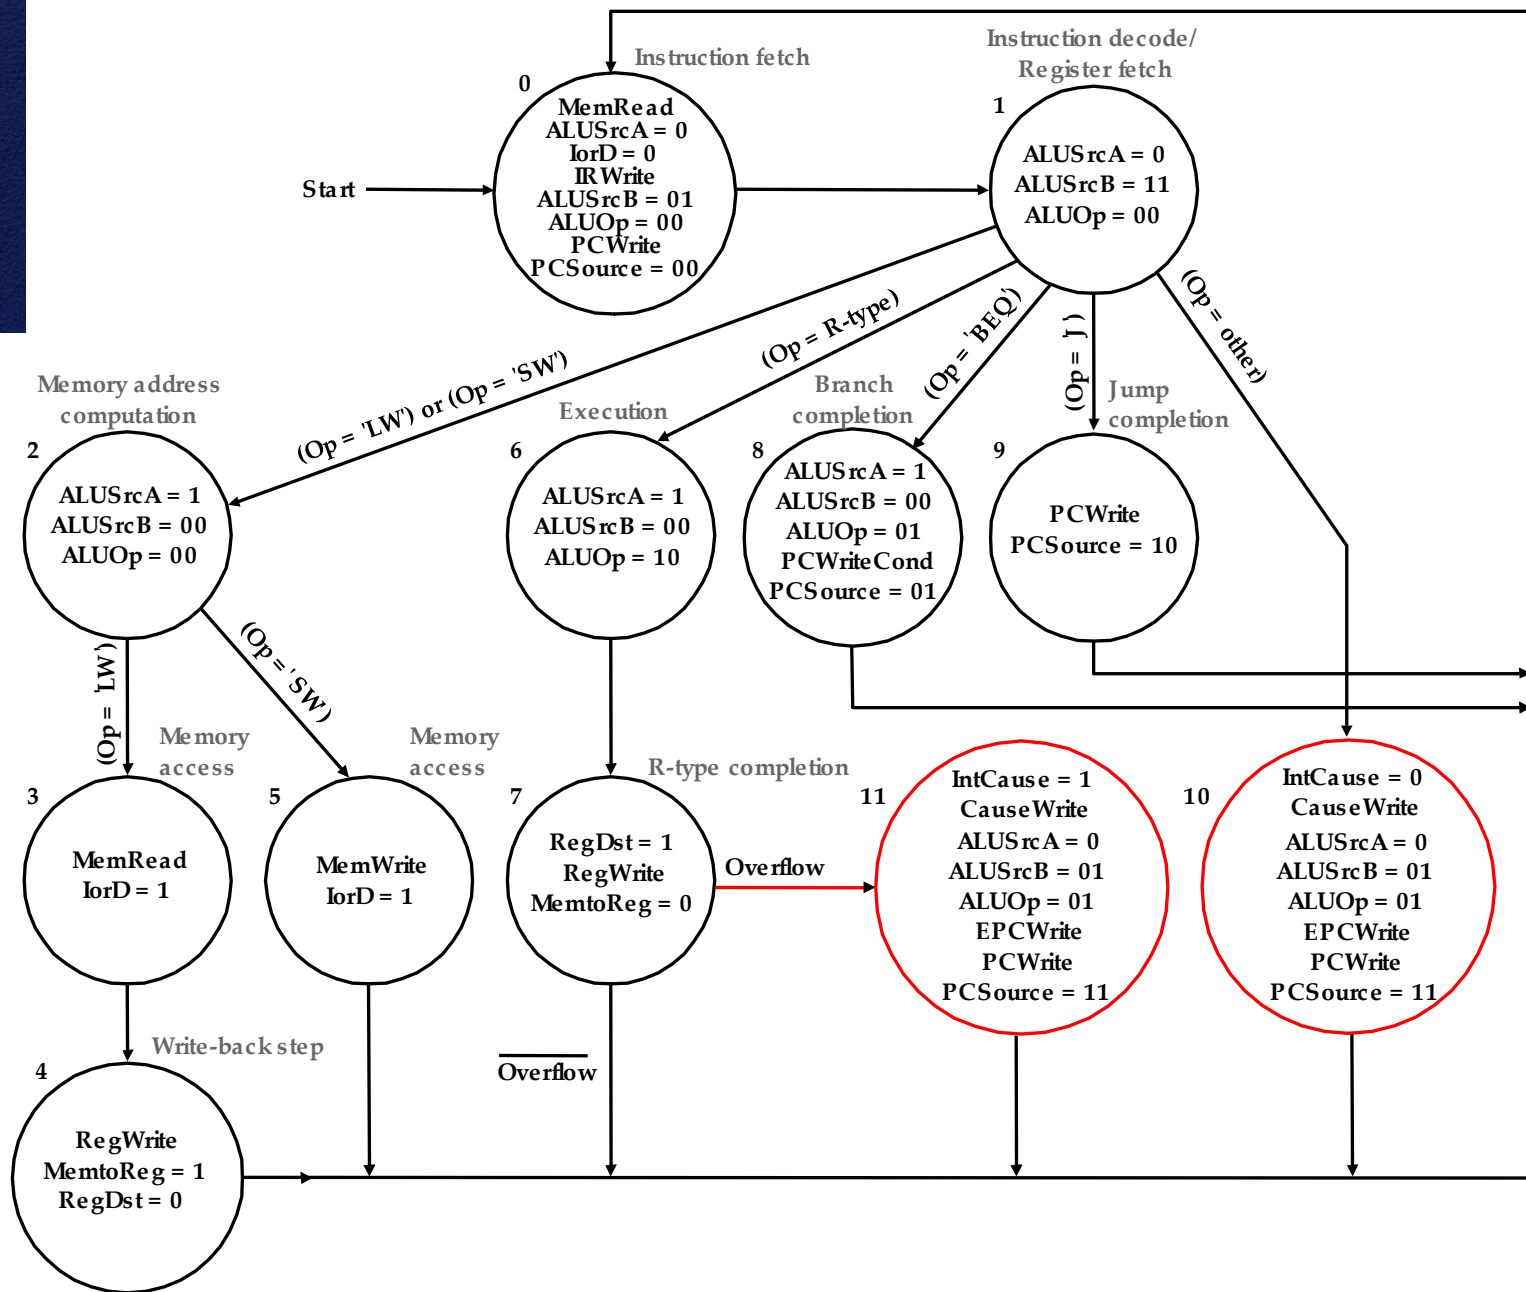 Instruction fetch
Instruction decode/
Register fetch
0
MemRead
ALUSrcA = 0
IorD = 0
IRWrite
ALUSrcB = 01
ALUOp = 00
PCWrite
PCSource = 00
1
ALUSrcA = 0
ALUSrcB = 11
ALUOp = 00
Start
(Op = 'LW') or (Op = 'SW')
(Op = R-type)
(Op = 'BEQ')
(Op = 'J')
(Op = other)
Memory address
computation
2
ALUSrcA = 1
ALUSrcB = 00
ALUOp = 00
Execution
6
ALUSrcA = 1
ALUSrcB = 00
ALUOp = 10
Branch
completion
8
ALUSrcA = 1
ALUSrcB = 00
ALUOp = 01
PCWriteCond
PCSource = 01
Jump
completion
9
PCWrite
PCSource = 10
(Op = 'LW')
(Op = 'SW')
Memory
access
3
MemRead
IorD = 1
Memory
access
5
MemWrite
IorD = 1
R-type completion
7
RegDst = 1
RegWrite
MemtoReg = 0
Overflow
11
IntCause = 1
CauseWrite
ALUSrcA = 0
ALUSrcB = 01
ALUOp = 01
EPCWrite
PCWrite
PCSource = 11
10
IntCause = 0
CauseWrite
ALUSrcA = 0
ALUSrcB = 01
ALUOp = 01
EPCWrite
PCWrite
PCSource = 11
Write-back step
4
RegWrite
MemtoReg = 1
RegDst = 0
Overflow